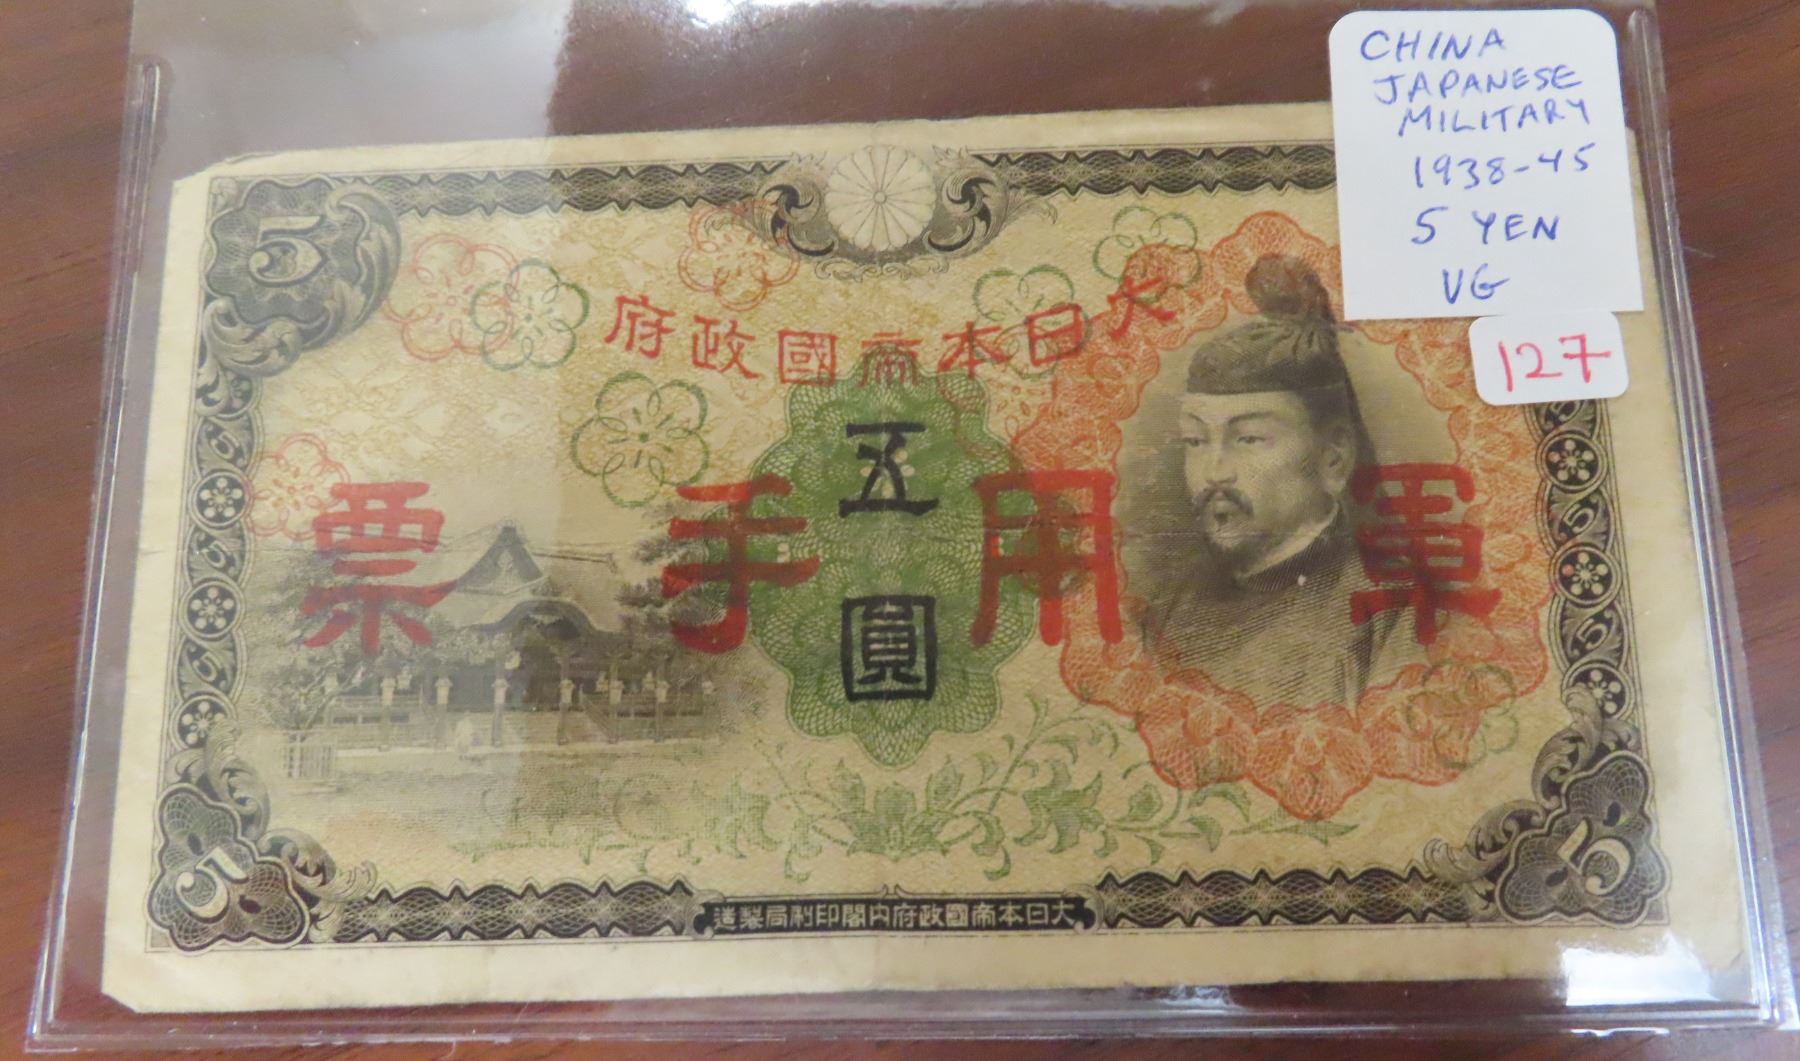 CHINA
JAPANESE
MILITARY
1938-45
5 YEN
VG
127
5
大日本帝國政府
五圓
軍用手票
5
5
大日本帝國政府内閣印刷局製造